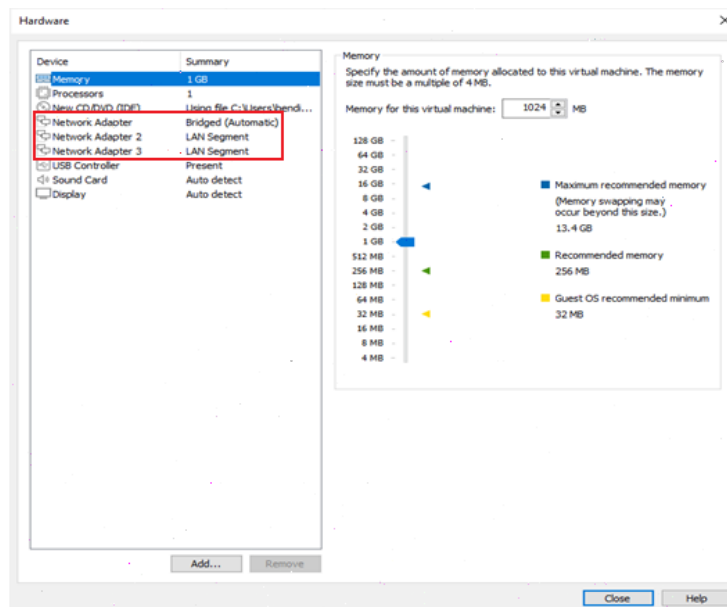 Hardware
Device Summary
Memory 1 GB
Processors 1
New CD/DVD (IDE) Using file C:\Users\bendi...
Network Adapter Bridged (Automatic)
Network Adapter 2 LAN Segment
Network Adapter 3 LAN Segment
USB Controller Present
Sound Card Auto detect
Display Auto detect
Add... Remove
Memory
Specify the amount of memory allocated to this virtual machine. The memory
size must be a multiple of 4 MB.
Memory for this virtual machine: 1024 MB
128 GB
64 GB
32 GB
16 GB
8 GB
4 GB
2 GB
1 GB
512 MB
256 MB
128 MB
64 MB
32 MB
16 MB
8 MB
4 MB
Maximum recommended memory
(Memory swapping may
occur beyond this size.)
13.4 GB
Recommended memory
256 MB
Guest OS recommended minimum
32 MB
Close Help